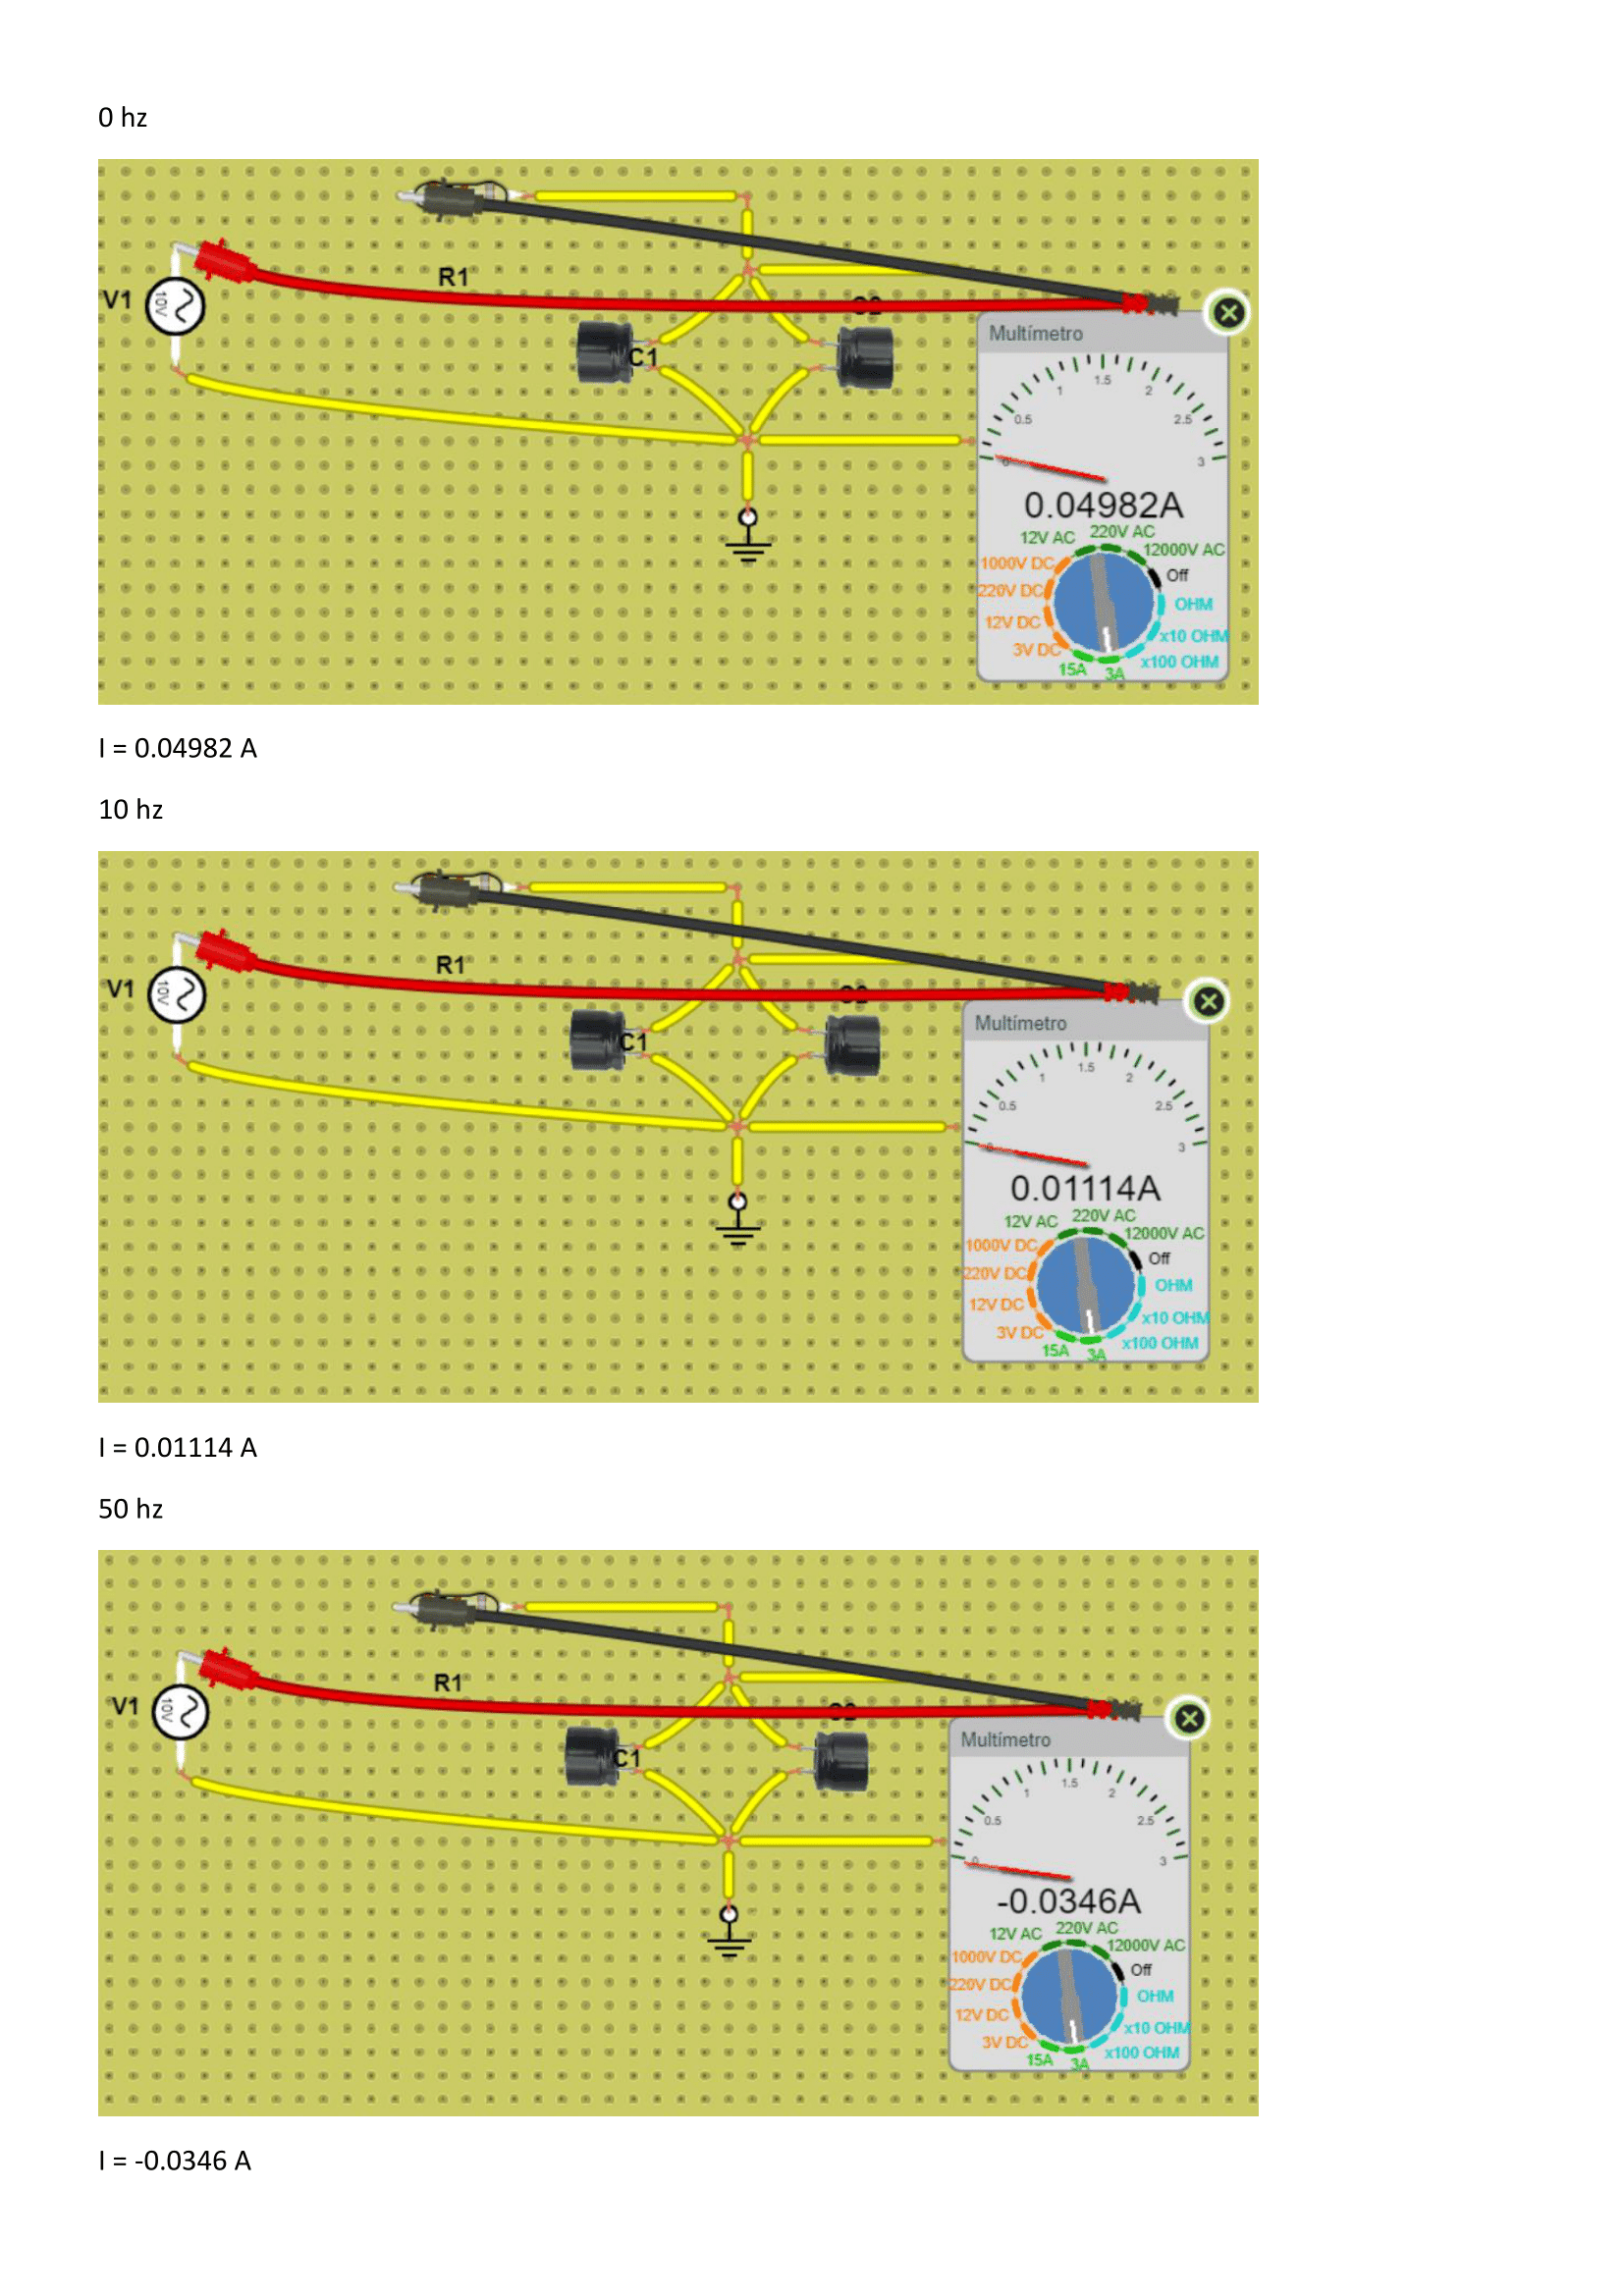 0 hz
R1
V1
10V
C1
Multímetro
0.5
1
1.5
2
2.5
0
3
0.04982A
12V AC
220V AC
12000V AC
1000V DC
220V DC
12V DC
3V DC
15A
3A
Off
OHM
x10 OHM
x100 OHM
I = 0.04982 A
10 hz
R1
V1
10V
C1
Multímetro
0.5
1
1.5
2
2.5
0
3
0.01114A
12V AC
220V AC
12000V AC
1000V DC
220V DC
12V DC
3V DC
15A
3A
Off
OHM
x10 OHM
x100 OHM
I = 0.01114 A
50 hz
R1
V1
10V
C1
Multímetro
0.5
1
1.5
2
2.5
0
3
-0.0346A
12V AC
220V AC
12000V AC
1000V DC
220V DC
12V DC
3V DC
15A
3A
Off
OHM
x10 OHM
x100 OHM
I = -0.0346 A